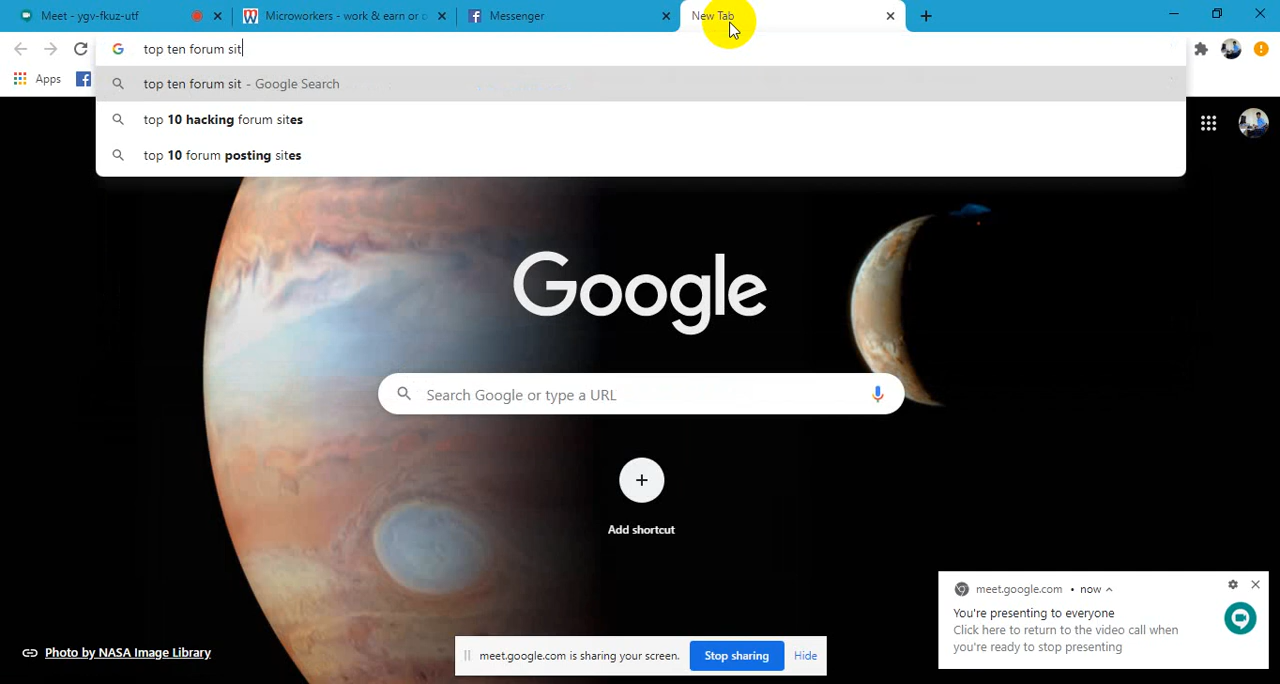 Meet - ygv-fkuz-utf
Microworkers - work & earn or o
Messenger
New Tab
top ten forum sit
Apps
top ten forum sit - Google Search
top 10 hacking forum sites
top 10 forum posting sites
Google
Search Google or type a URL
Add shortcut
meet.google.com • now
You're presenting to everyone
Click here to return to the video call when
you're ready to stop presenting
Photo by NASA Image Library
meet.google.com is sharing your screen.
Stop sharing
Hide